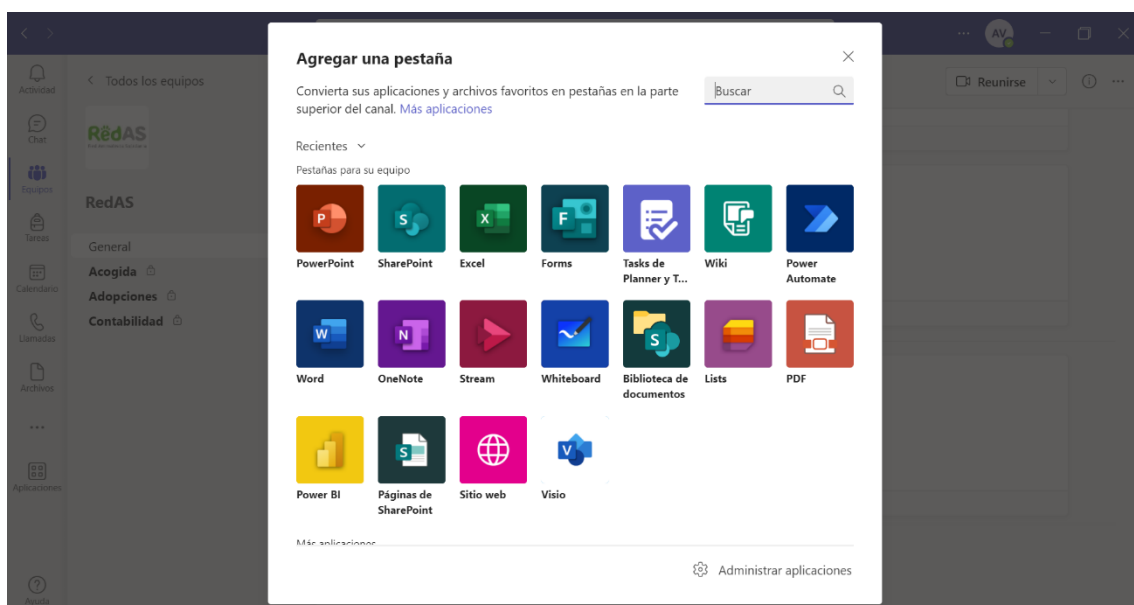 AV
Agregar una pestaña
Convierta sus aplicaciones y archivos favoritos en pestañas en la parte
superior del canal. Más aplicaciones
Buscar
Recientes
Pestañas para su equipo
PowerPoint
SharePoint
Excel
Forms
Tasks de
Planner y T...
Wiki
Power
Automate
Word
OneNote
Stream
Whiteboard
Biblioteca de
documentos
Lists
PDF
Power BI
Páginas de
SharePoint
Sitio web
Visio
Más aplicaciones
Administrar aplicaciones
Actividad
Chat
Equipos
Tareas
Calendario
Llamadas
Archivos
Aplicaciones
Ayuda
Todos los equipos
RëdAS
RedAS
General
Acogida
Adopciones
Contabilidad
Reunirse